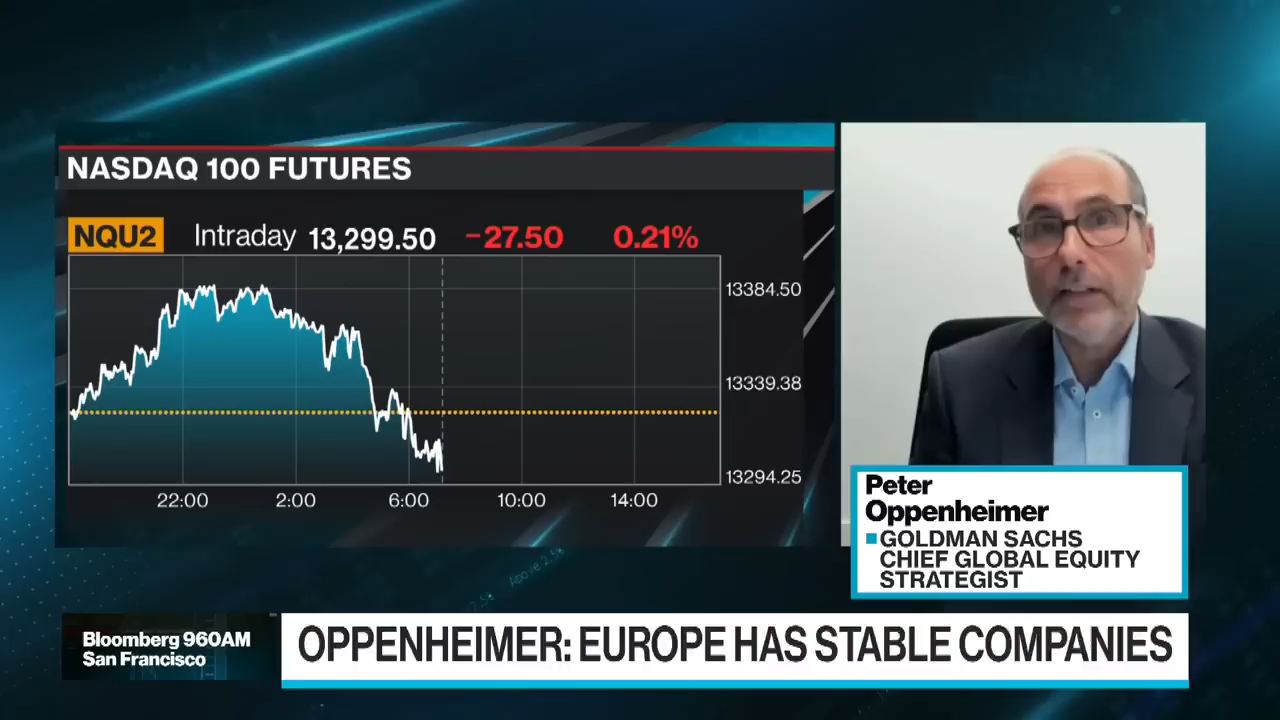 NASDAQ 100 FUTURES
NQU2 Intraday 13,299.50 -27.50 0.21%
13384.50
13339.38
13294.25
22:00 2:00 6:00 10:00 14:00
Peter
Oppenheimer
GOLDMAN SACHS
CHIEF GLOBAL EQUITY
STRATEGIST
Bloomberg 960AM
San Francisco
OPPENHEIMER: EUROPE HAS STABLE COMPANIES